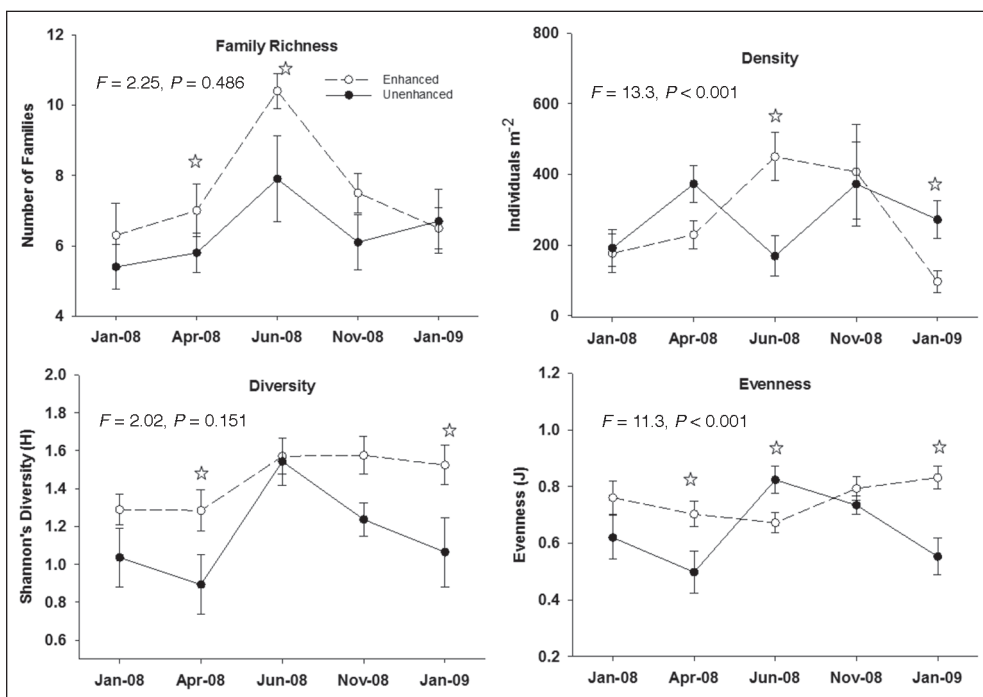 Family Richness
F = 2.25, P = 0.486
Enhanced
Unenhanced
Number of Families
12
10
8
6
4
Jan-08 Apr-08 Jun-08 Nov-08 Jan-09
Density
F = 13.3, P < 0.001
Individuals m⁻²
800
600
400
200
0
Jan-08 Apr-08 Jun-08 Nov-08 Jan-09
Diversity
F = 2.02, P = 0.151
Shannon's Diversity (H)
2.0
1.8
1.6
1.4
1.2
1.0
0.8
0.6
Jan-08 Apr-08 Jun-08 Nov-08 Jan-09
Evenness
F = 11.3, P < 0.001
Evenness (J)
1.2
1.0
0.8
0.6
0.4
0.2
Jan-08 Apr-08 Jun-08 Nov-08 Jan-09